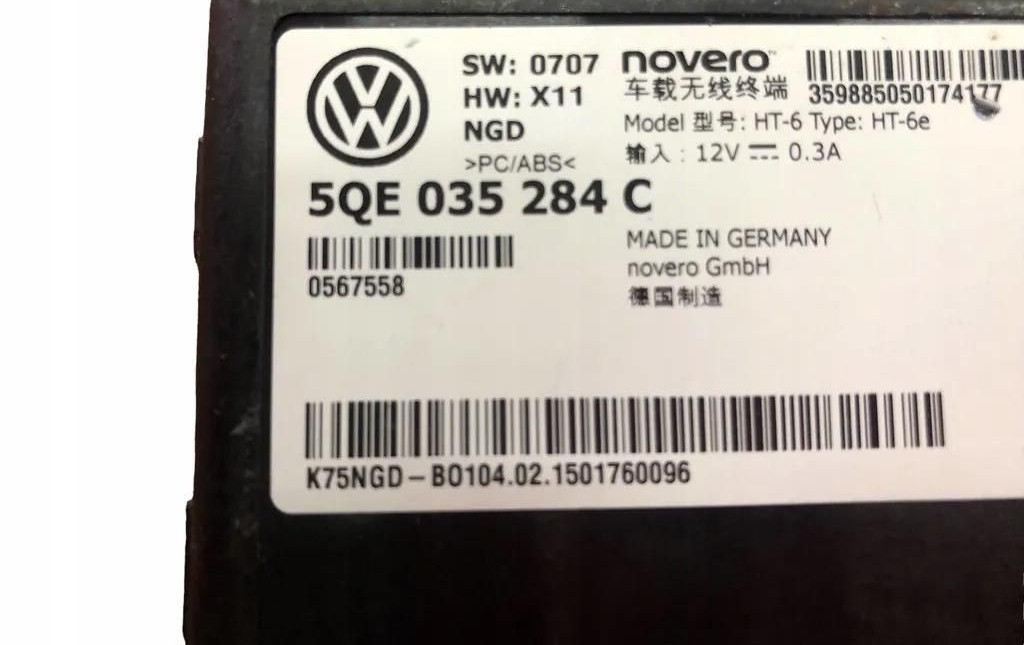 SW: 0707
HW: X11
NGD
>PC/ABS<
5QE 035 284 C
0567558
novero™
车载无线终端
359885050174177
Model 型号: HT-6 Type: HT-6e
输入: 12V ⎓ 0.3A
MADE IN GERMANY
novero GmbH
德国制造
K75NGD-BO104.02.1501760096